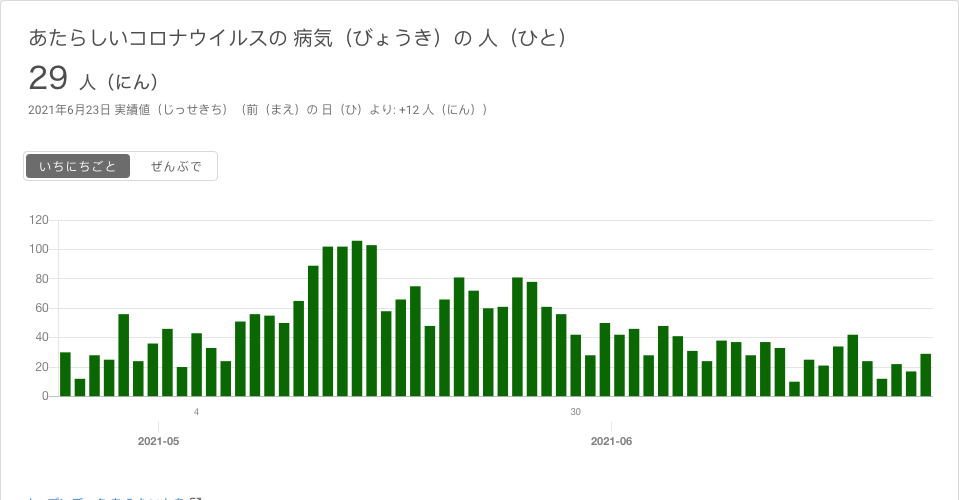 あたらしいコロナウイルスの 病気（びょうき）の 人（ひと）
29 人（にん）
2021年6月23日 実績値（じっせきち）（前（まえ）の 日（ひ）より: +12 人（にん））
いちにちごと ぜんぶで
120
100
80
60
40
20
0
4 30
2021-05 2021-06